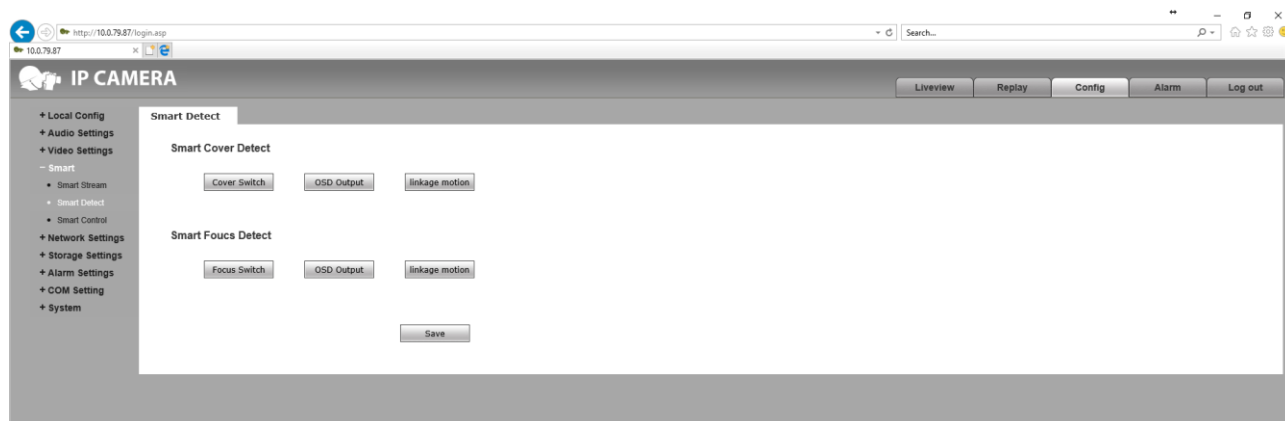 http://10.0.79.87/login.asp
Search...
10.0.79.87
IP CAMERA
Liveview Replay Config Alarm Log out
+ Local Config
+ Audio Settings
+ Video Settings
− Smart
• Smart Stream
• Smart Detect
• Smart Control
+ Network Settings
+ Storage Settings
+ Alarm Settings
+ COM Setting
+ System
Smart Detect
Smart Cover Detect
Cover Switch OSD Output linkage motion
Smart Foucs Detect
Focus Switch OSD Output linkage motion
Save